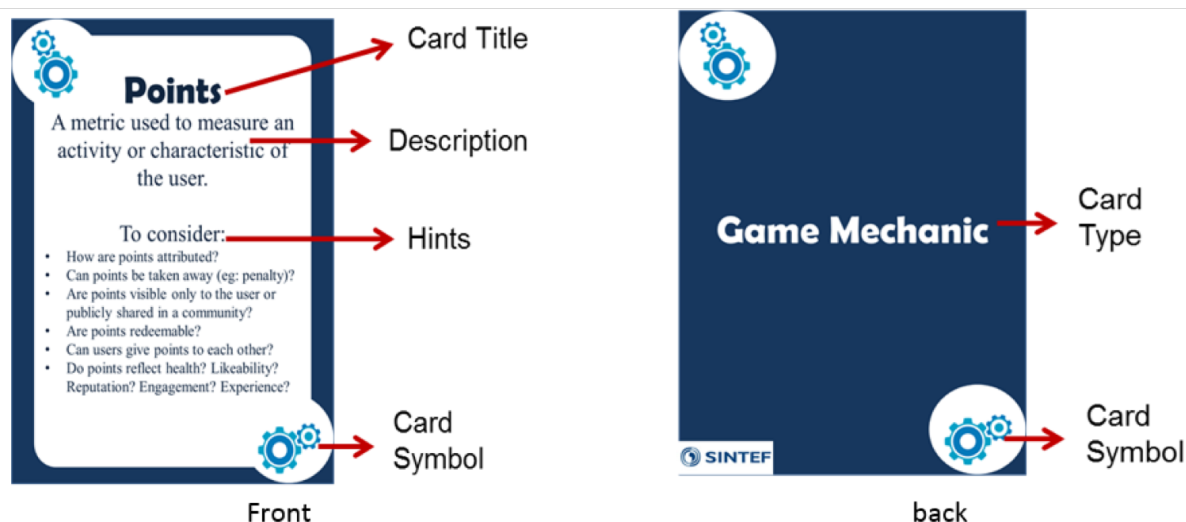 Points
A metric used to measure an
activity or characteristic of
the user.
To consider:
• How are points attributed?
• Can points be taken away (eg: penalty)?
• Are points visible only to the user or
publicly shared in a community?
• Are points redeemable?
• Can users give points to each other?
• Do points reflect health? Likeability?
Reputation? Engagement? Experience?
Card Title
Description
Hints
Card
Symbol
Front
Game Mechanic
SINTEF
Card
Type
Card
Symbol
back